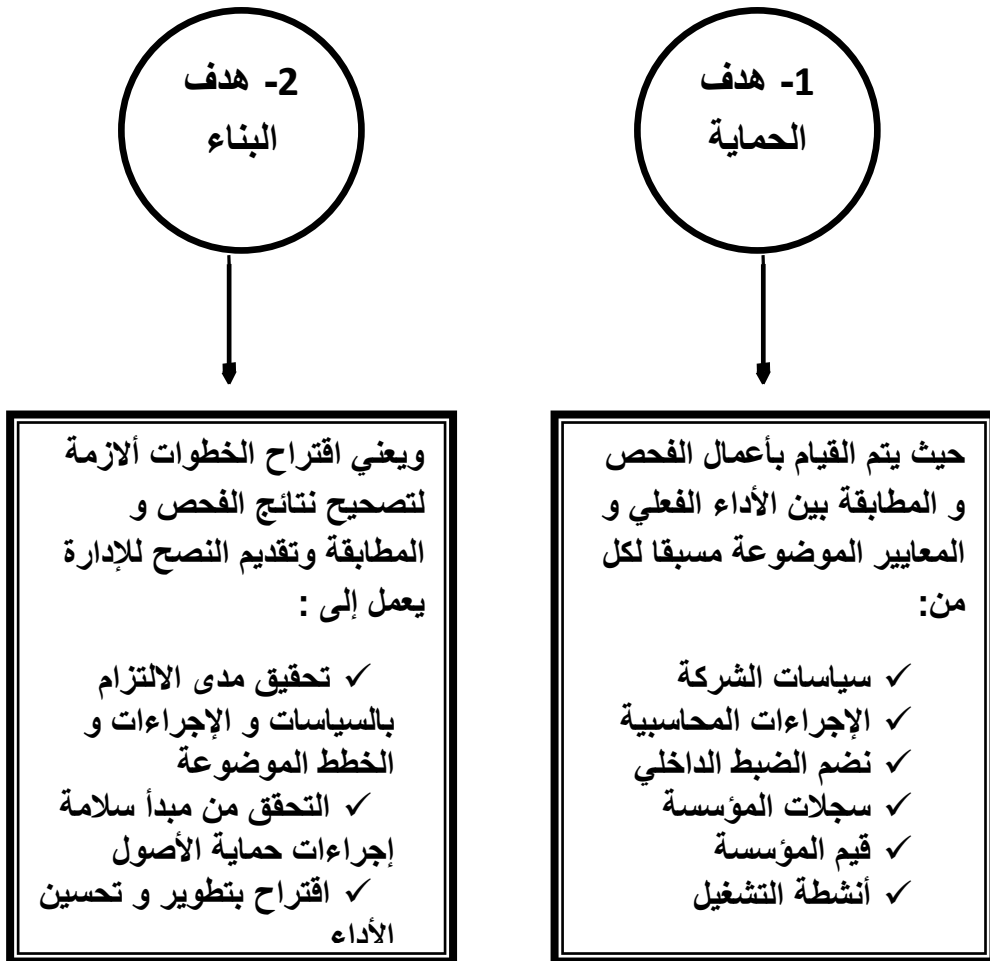 1- هدف
الحماية
2- هدف
البناء
حيث يتم القيام بأعمال الفحص
و المطابقة بين الأداء الفعلي و
المعايير الموضوعة مسبقا لكل
من:
✓ سياسات الشركة
✓ الإجراءات المحاسبية
✓ نضم الضبط الداخلي
✓ سجلات المؤسسة
✓ قيم المؤسسة
✓ أنشطة التشغيل
ويعني اقتراح الخطوات ألازمة
لتصحيح نتائج الفحص و
المطابقة وتقديم النصح للإدارة
يعمل إلى :
✓ تحقيق مدى الالتزام
بالسياسات و الإجراءات و
الخطط الموضوعة
✓ التحقق من مبدأ سلامة
إجراءات حماية الأصول
✓ اقتراح بتطوير و تحسين
الأداء